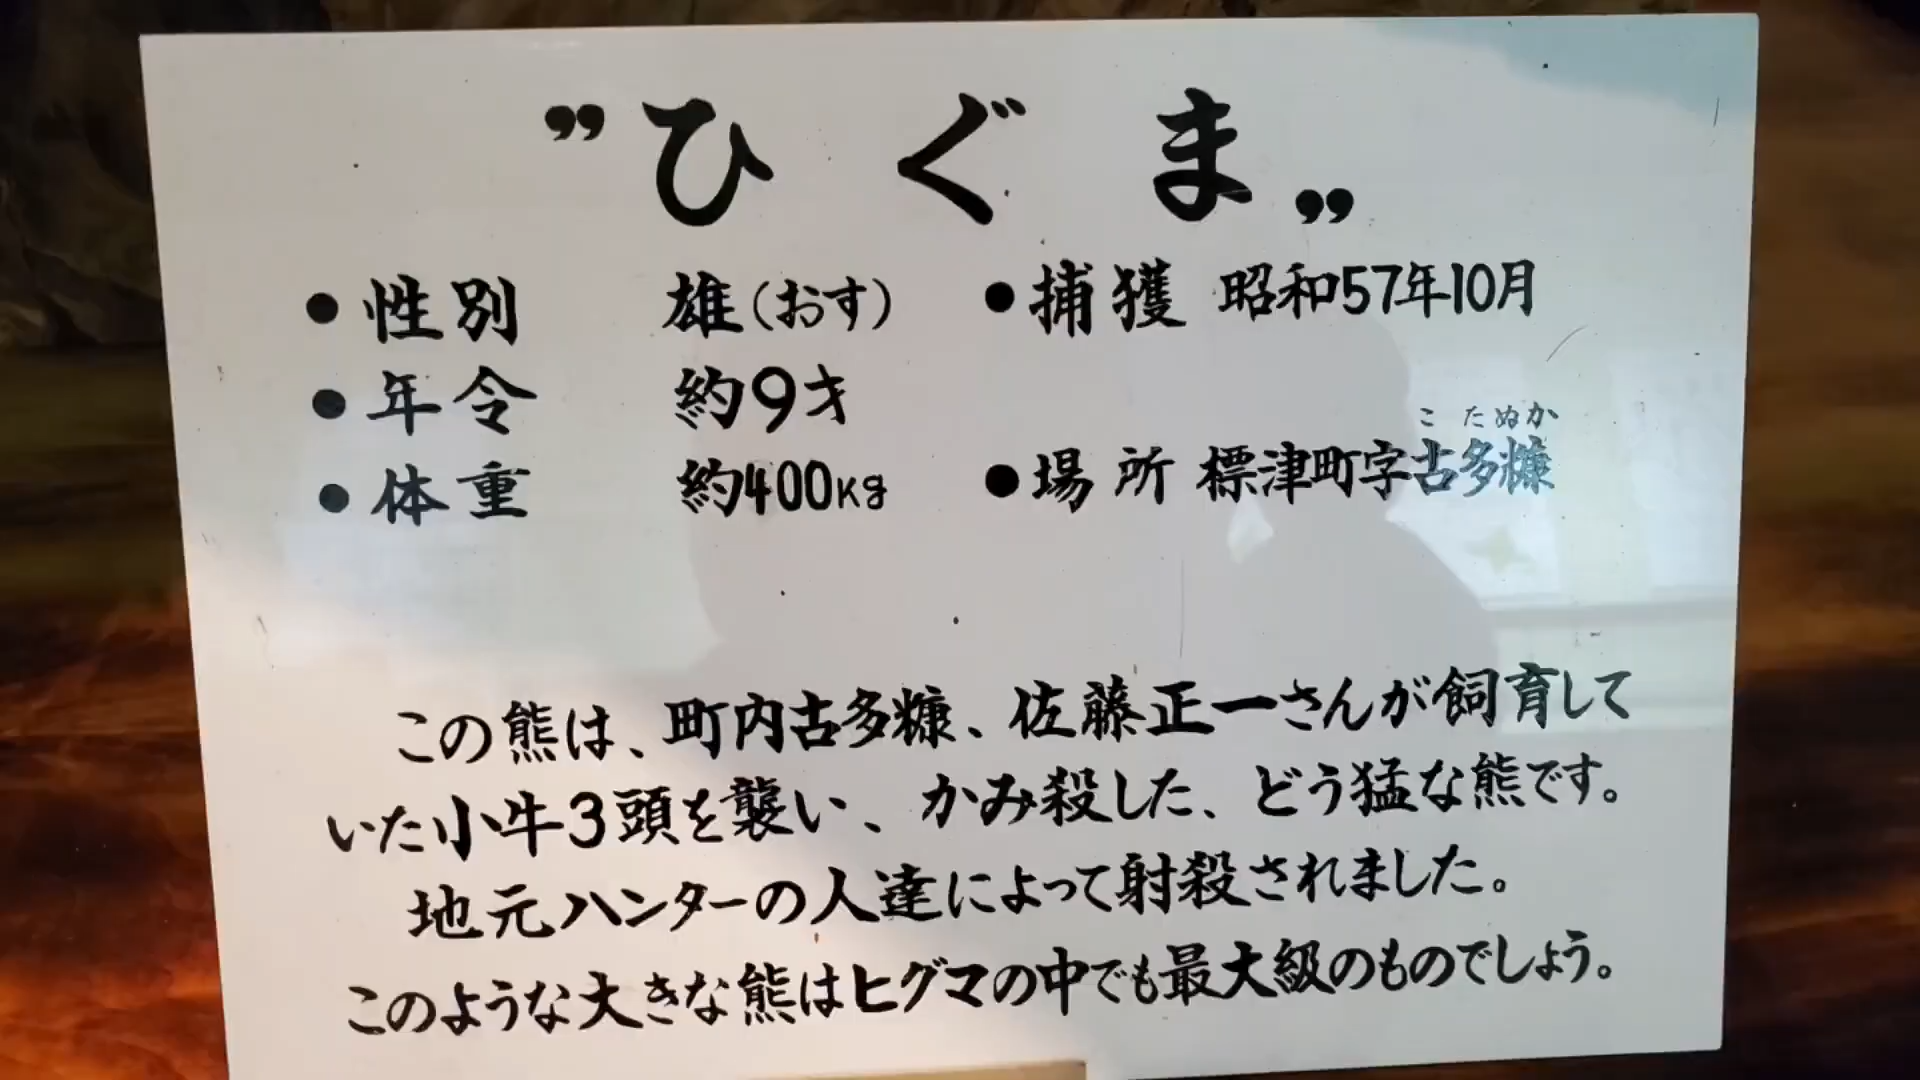 ”ひぐま„
● 性別 雄（おす） ● 捕獲 昭和57年10月
● 年令 約9才
こたぬか
● 体重 約400Kg ● 場所 標津町字古多糠
この熊は、町内古多糠、佐藤正一さんが飼育して
いた小牛3頭を襲い、かみ殺した、どう猛な熊です。
地元ハンターの人達によって射殺されました。
このような大きな熊はヒグマの中でも最大級のものでしょう。